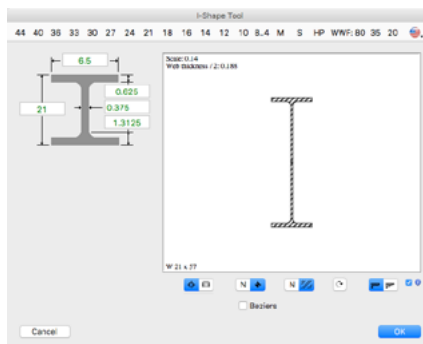 I-Shape Tool
44 40 36 33 30 27 24 21 18 16 14 12 10 8..4 M S HP WWF: 80 35 20
6.5
0.625
21
0.375
1.3125
Scale: 0.14
Web thickness / 2: 0.188
W 21 x 57
N N
Beziers
Cancel
OK